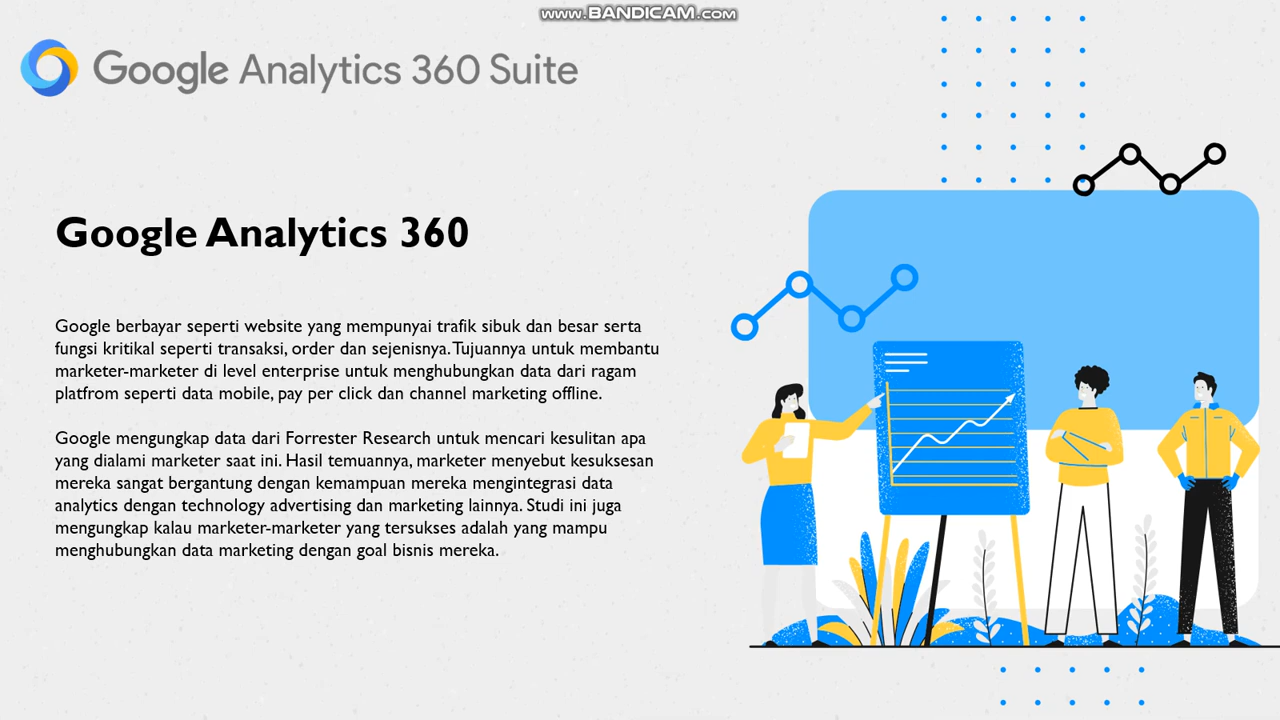 www.BANDICAM.com
Google Analytics 360 Suite
Google Analytics 360
Google berbayar seperti website yang mempunyai trafik sibuk dan besar serta
fungsi kritikal seperti transaksi, order dan sejenisnya. Tujuannya untuk membantu
marketer-marketer di level enterprise untuk menghubungkan data dari ragam
platfrom seperti data mobile, pay per click dan channel marketing offline.
Google mengungkap data dari Forrester Research untuk mencari kesulitan apa
yang dialami marketer saat ini. Hasil temuannya, marketer menyebut kesuksesan
mereka sangat bergantung dengan kemampuan mereka mengintegrasi data
analytics dengan technology advertising dan marketing lainnya. Studi ini juga
mengungkap kalau marketer-marketer yang tersukses adalah yang mampu
menghubungkan data marketing dengan goal bisnis mereka.